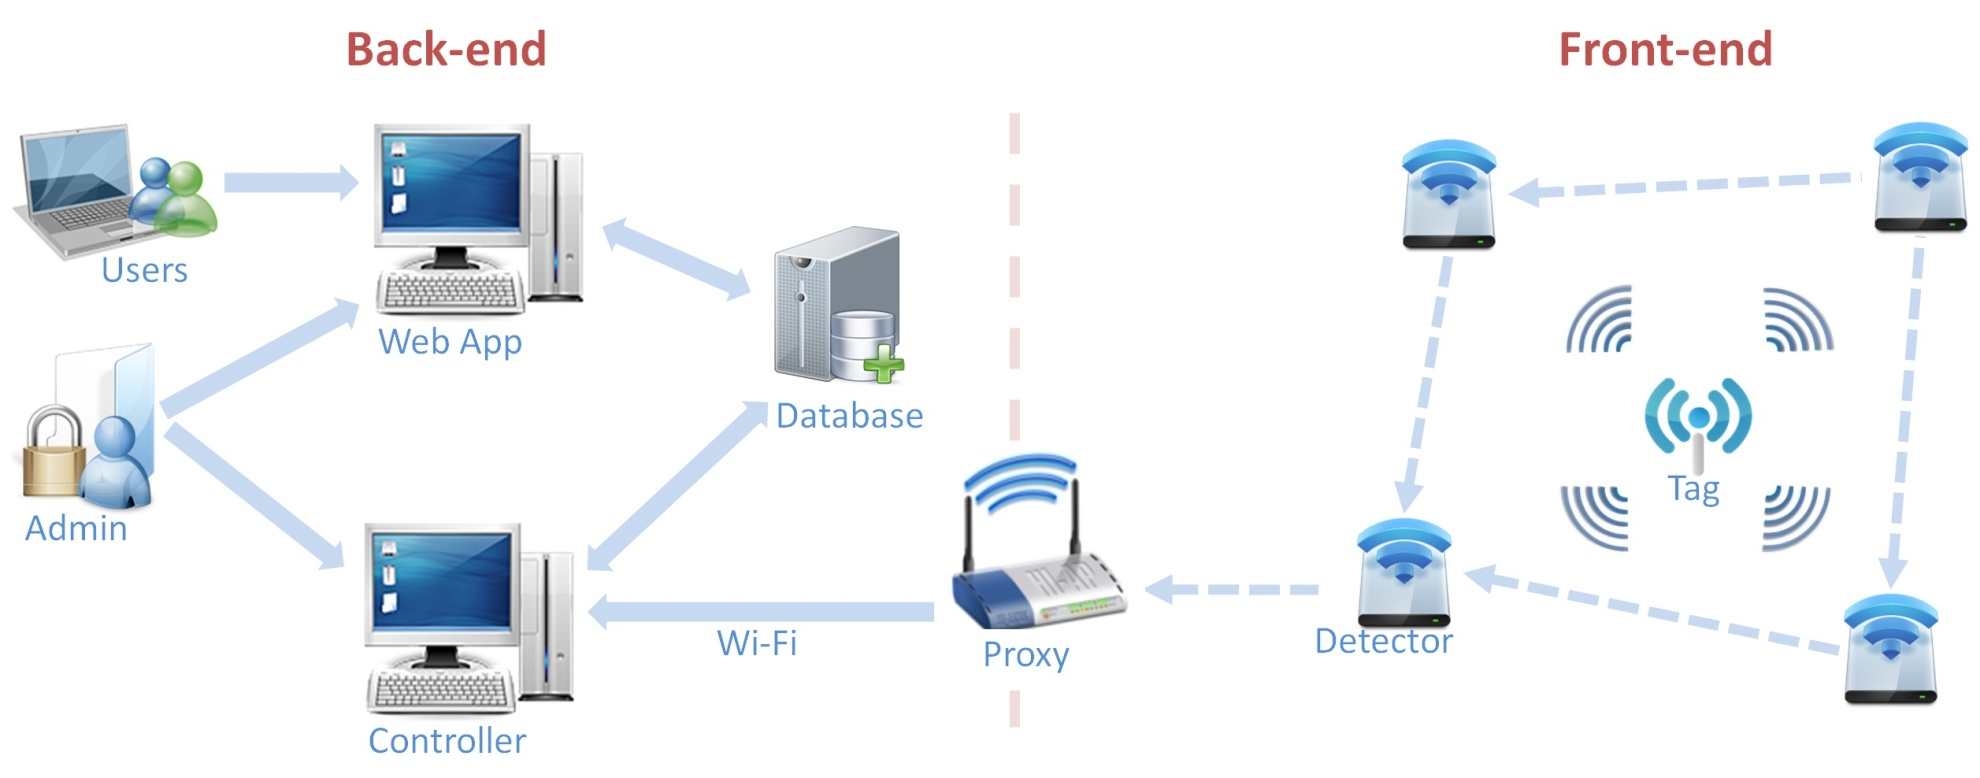 Back-end
Front-end
Users
Web App
Database
Admin
Tag
Wi-Fi
Proxy
Detector
Controller